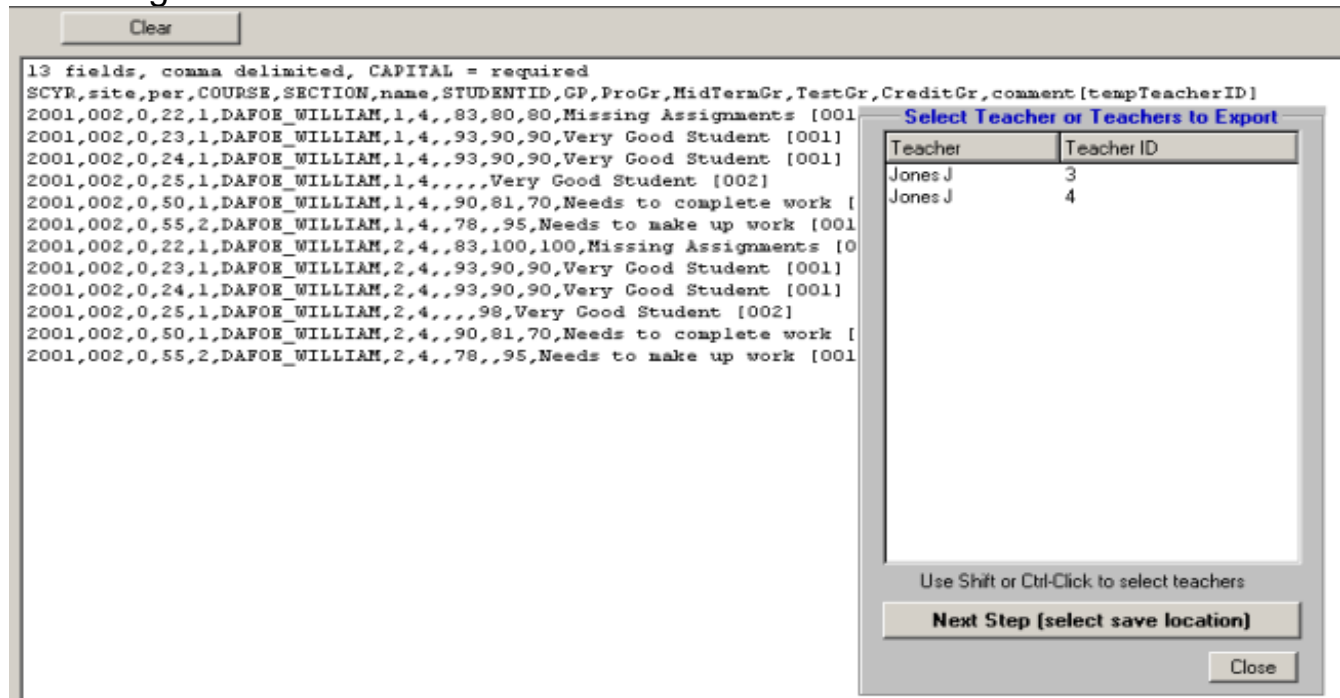 Clear
13 fields, comma delimited, CAPITAL = required
SCYR,site,per,COURSE,SECTION,name,STUDENTID,GP,ProGr,MidTermGr,TestGr,CreditGr,comment[tempTeacherID]
2001,002,0,22,1,DAFOE_WILLIAM,1,4,,83,80,80,Missing Assignments [001
2001,002,0,23,1,DAFOE_WILLIAM,1,4,,93,90,90,Very Good Student [001]
2001,002,0,24,1,DAFOE_WILLIAM,1,4,,93,90,90,Very Good Student [001]
2001,002,0,25,1,DAFOE_WILLIAM,1,4,,,,,Very Good Student [002]
2001,002,0,50,1,DAFOE_WILLIAM,1,4,,90,81,70,Needs to complete work [
2001,002,0,55,2,DAFOE_WILLIAM,1,4,,78,,95,Needs to make up work [001
2001,002,0,22,1,DAFOE_WILLIAM,2,4,,83,100,100,Missing Assignments [0
2001,002,0,23,1,DAFOE_WILLIAM,2,4,,93,90,90,Very Good Student [001]
2001,002,0,24,1,DAFOE_WILLIAM,2,4,,93,90,90,Very Good Student [001]
2001,002,0,25,1,DAFOE_WILLIAM,2,4,,,,98,Very Good Student [002]
2001,002,0,50,1,DAFOE_WILLIAM,2,4,,90,81,70,Needs to complete work [
2001,002,0,55,2,DAFOE_WILLIAM,2,4,,78,,95,Needs to make up work [001
Select Teacher or Teachers to Export
Teacher Teacher ID
Jones J 3
Jones J 4
Use Shift or Ctrl-Click to select teachers
Next Step (select save location)
Close